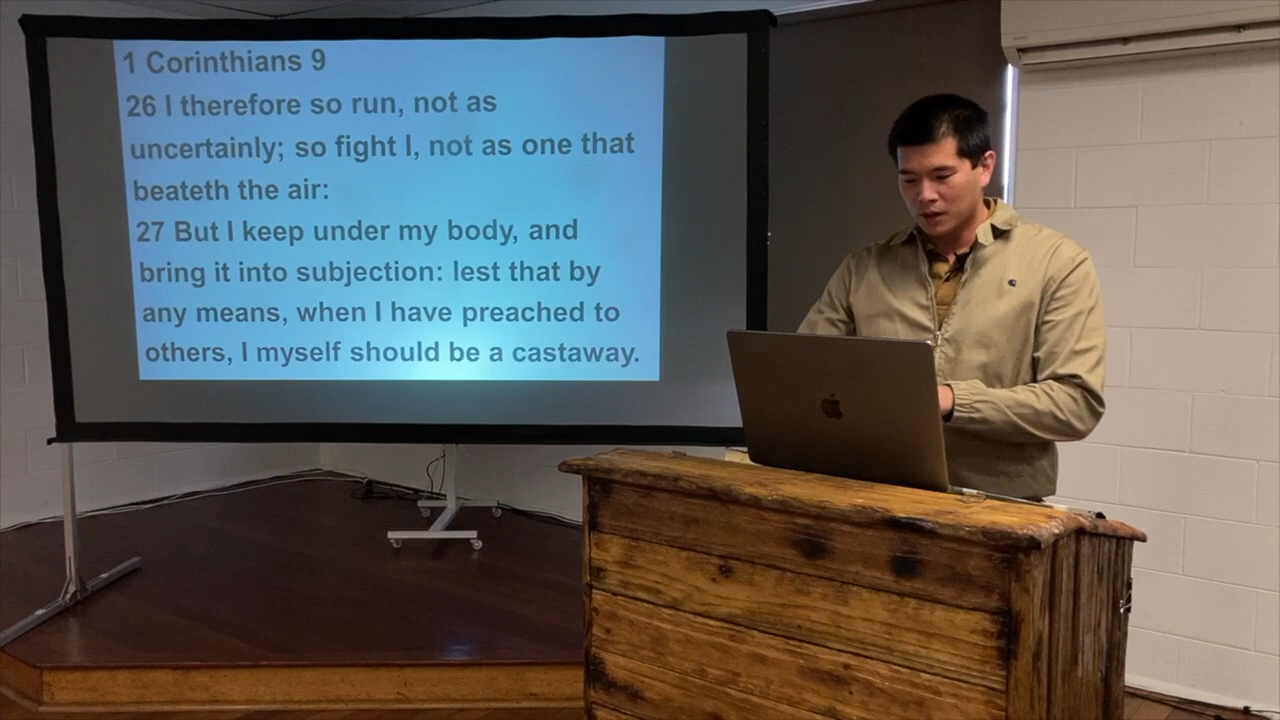 1 Corinthians 9
26 I therefore so run, not as
uncertainly; so fight I, not as one that
beateth the air:
27 But I keep under my body, and
bring it into subjection: lest that by
any means, when I have preached to
others, I myself should be a castaway.